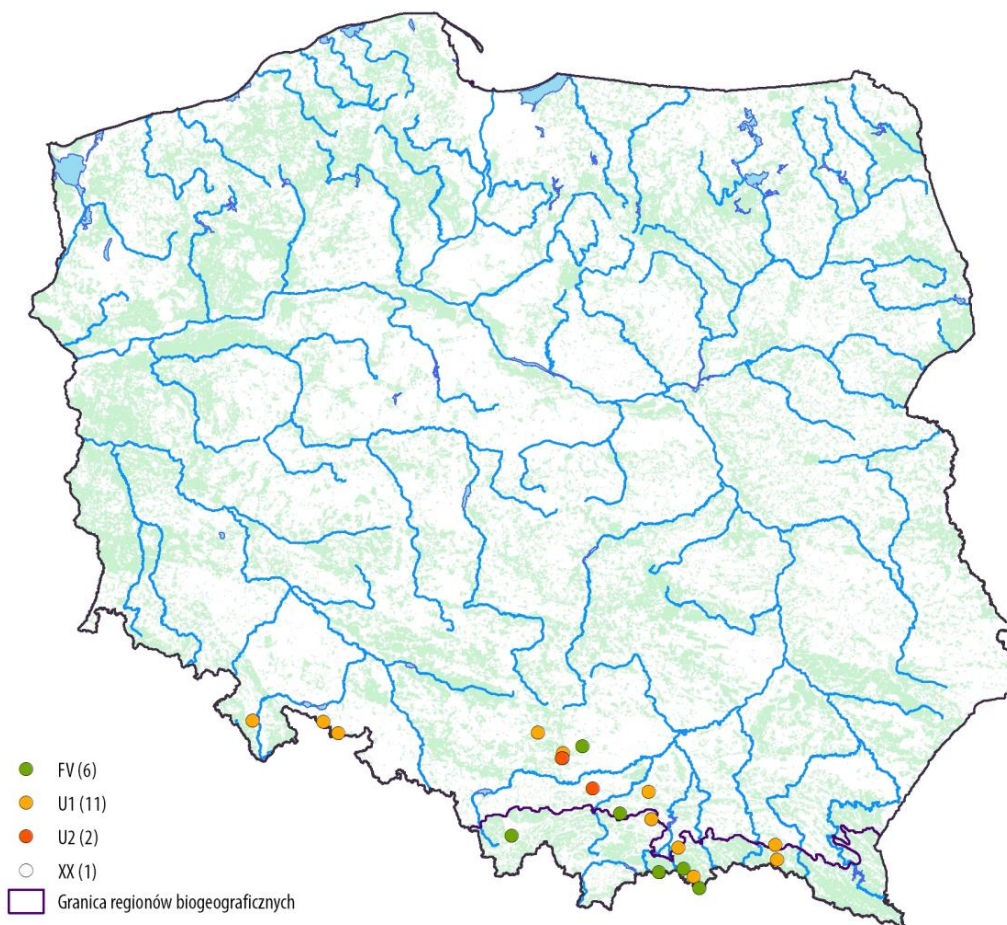 FV (6)
U1 (11)
U2 (2)
XX (1)
Granica regionów biogeograficznych